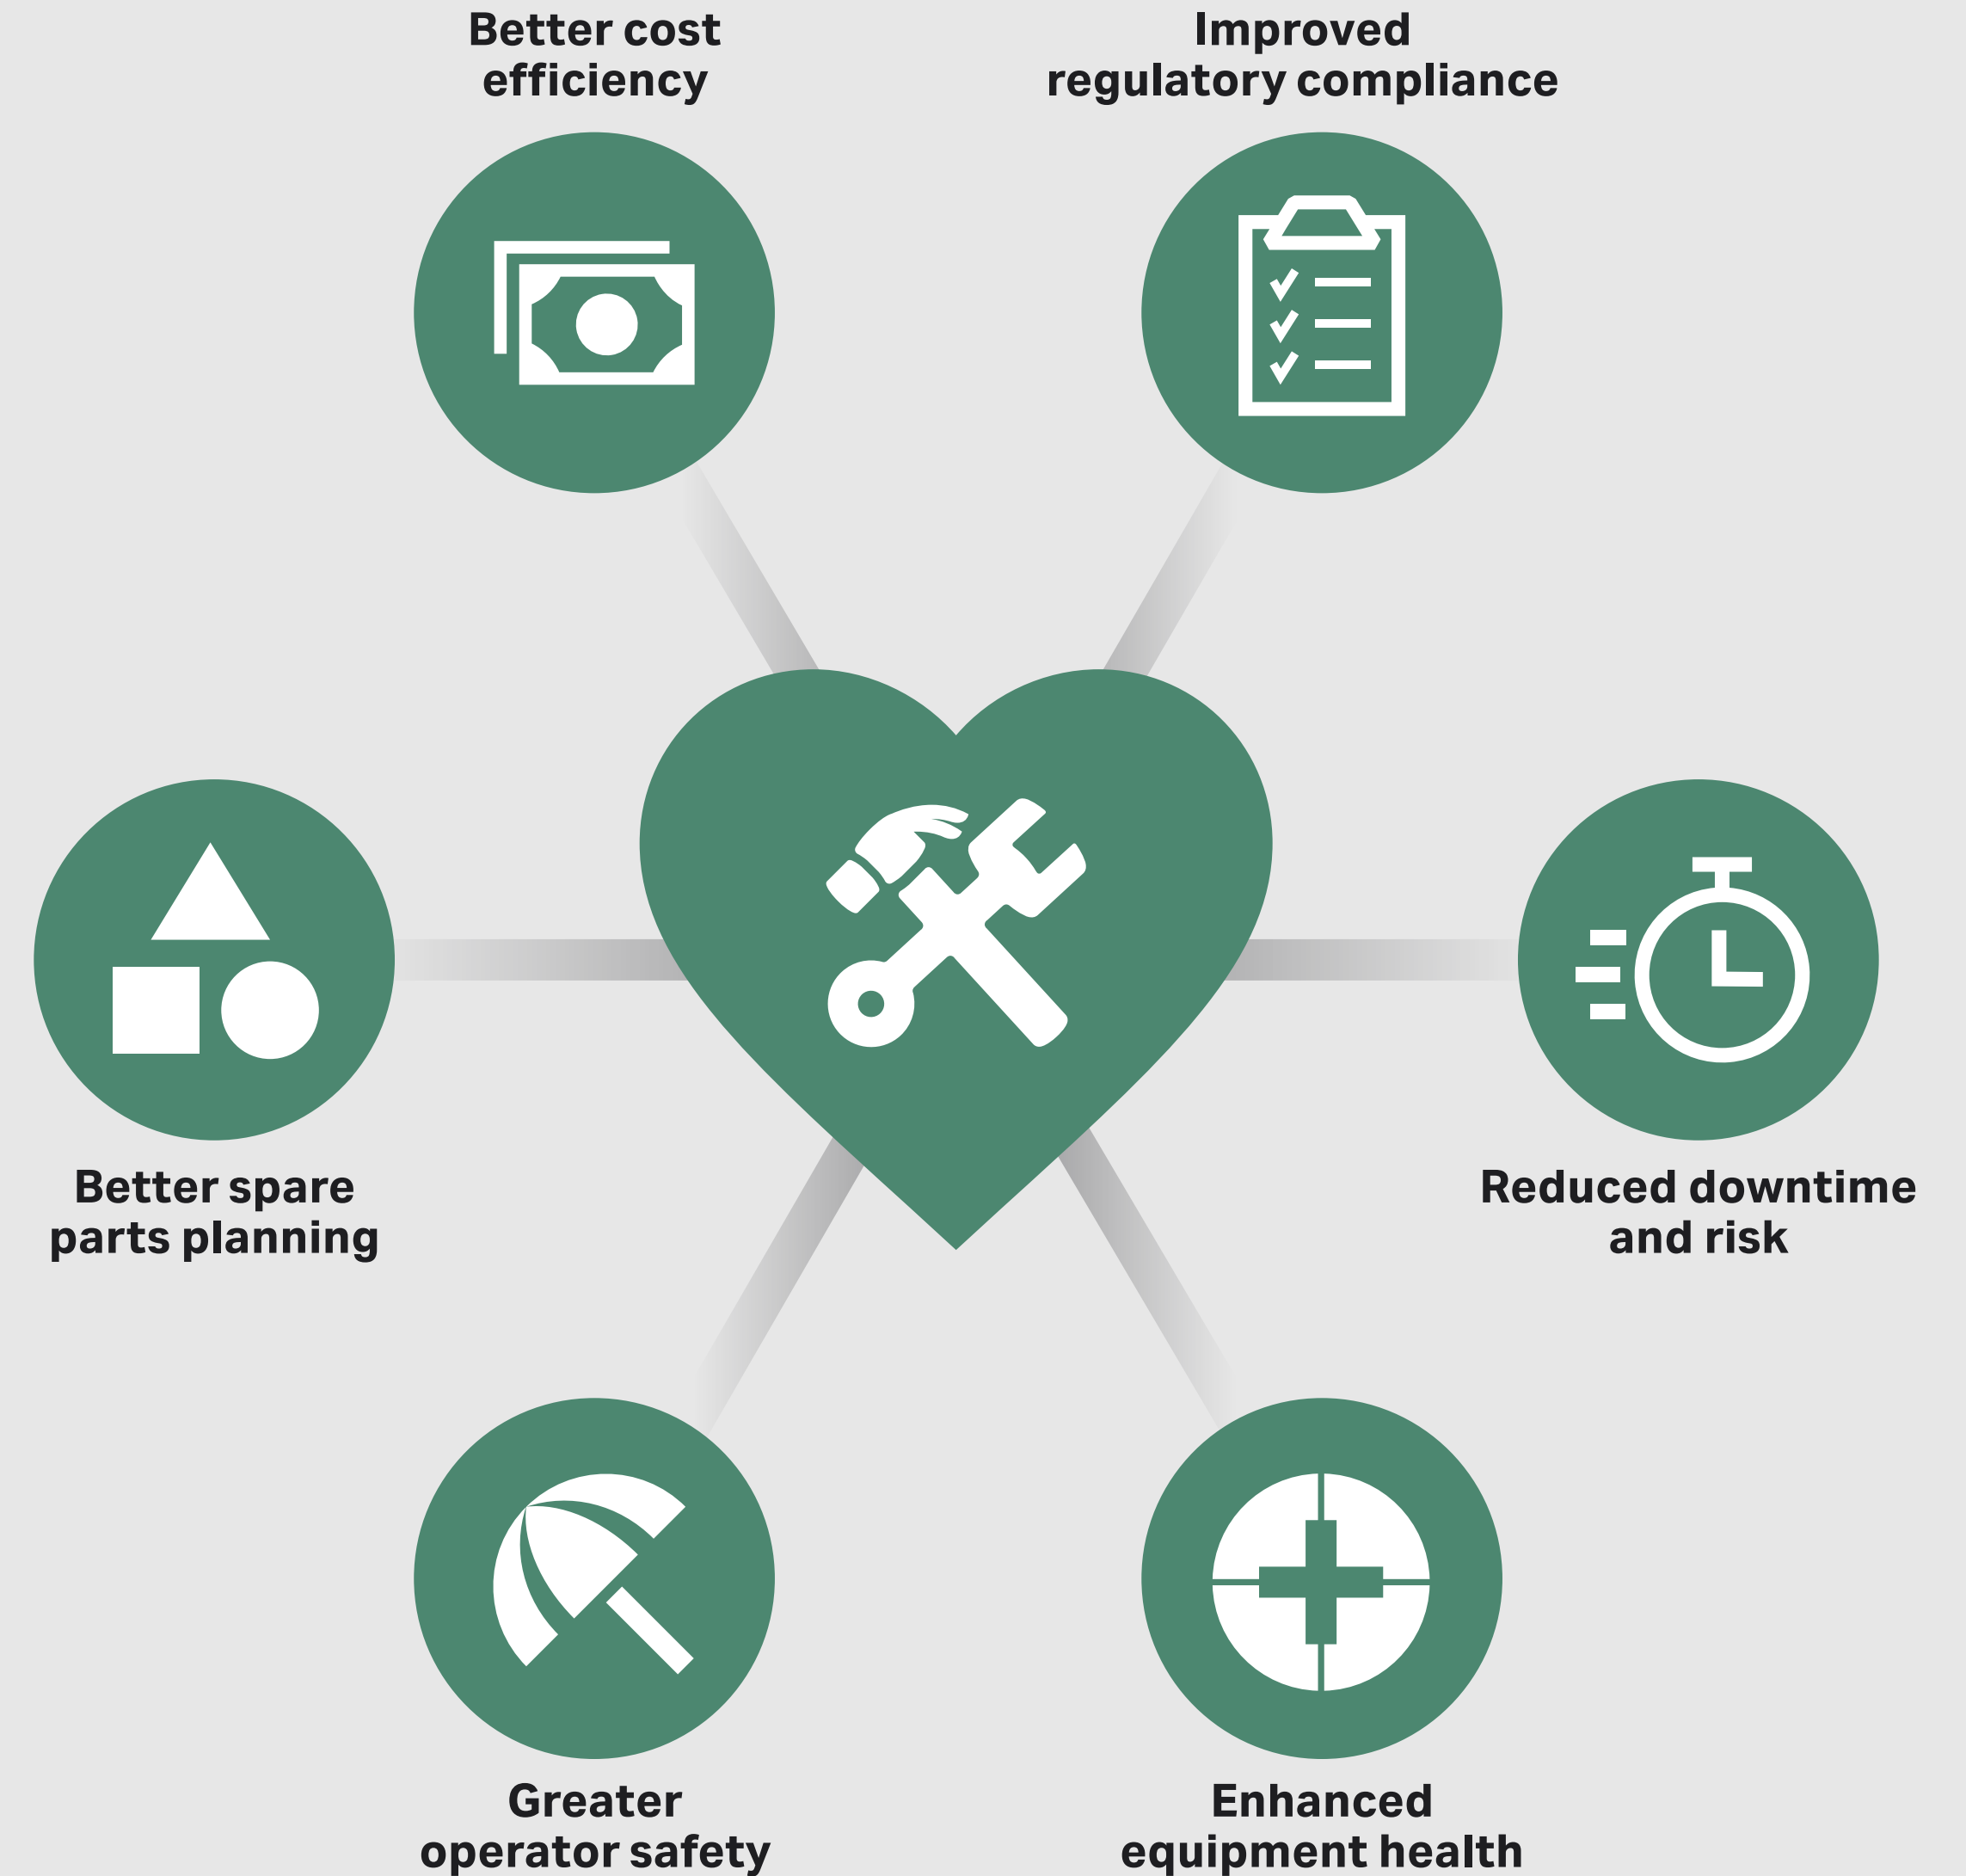 Better cost
efficiency
Improved
regulatory compliance
Better spare
parts planning
Reduced downtime
and risk
Greater
operator safety
Enhanced
equipment health